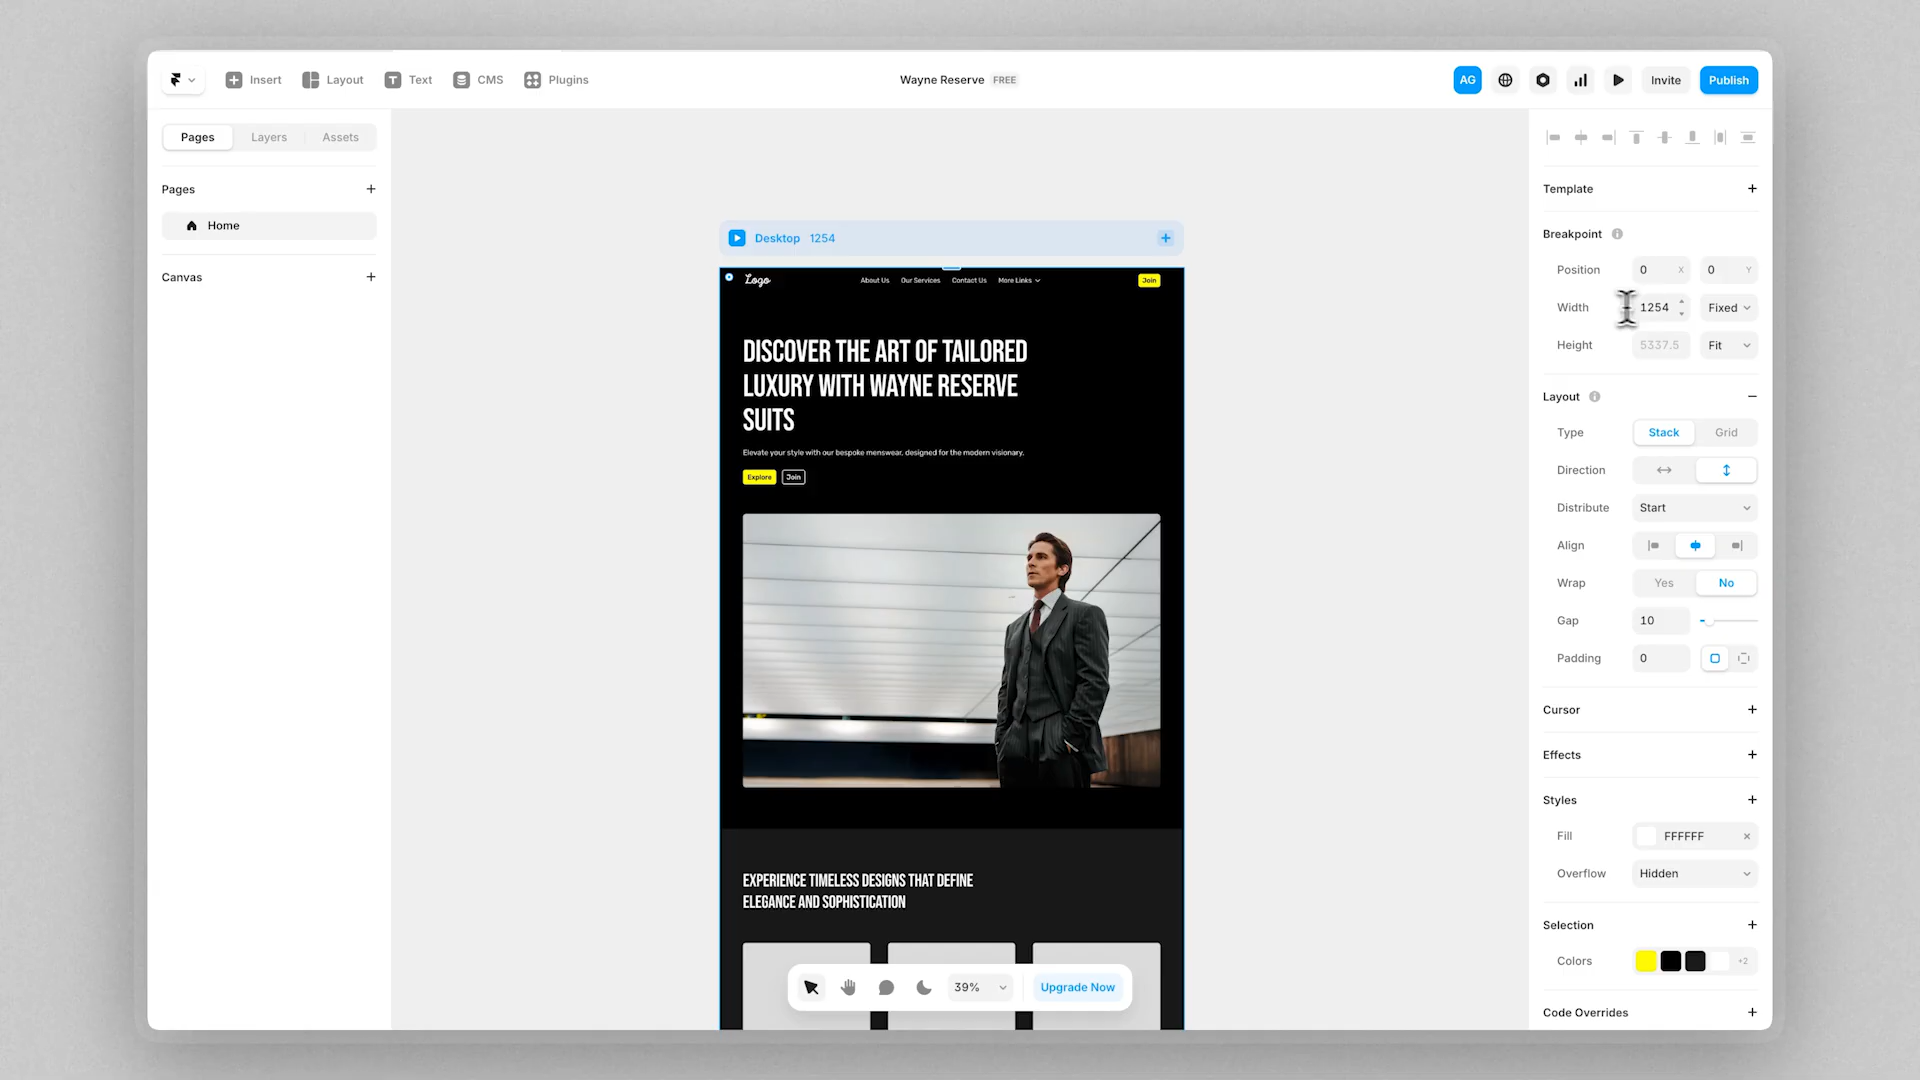 Insert
Layout
Text
CMS
Plugins
Wayne Reserve FREE
AG
Invite
Publish
Pages
Layers
Assets
Pages
Home
Canvas
Desktop 1254
Logo
About Us
Our Services
Contact Us
More Links
Join
DISCOVER THE ART OF TAILORED
LUXURY WITH WAYNE RESERVE
SUITS
Elevate your style with our bespoke menswear, designed for the modern visionary.
Explore
Join
EXPERIENCE TIMELESS DESIGNS THAT DEFINE
ELEGANCE AND SOPHISTICATION
39%
Upgrade Now
Template
Breakpoint
Position 0 X 0 Y
Width 1254 Fixed
Height 5337.5 Fit
Layout
Type Stack Grid
Direction
Distribute Start
Align
Wrap Yes No
Gap 10
Padding 0
Cursor
Effects
Styles
Fill FFFFFF
Overflow Hidden
Selection
Colors +2
Code Overrides